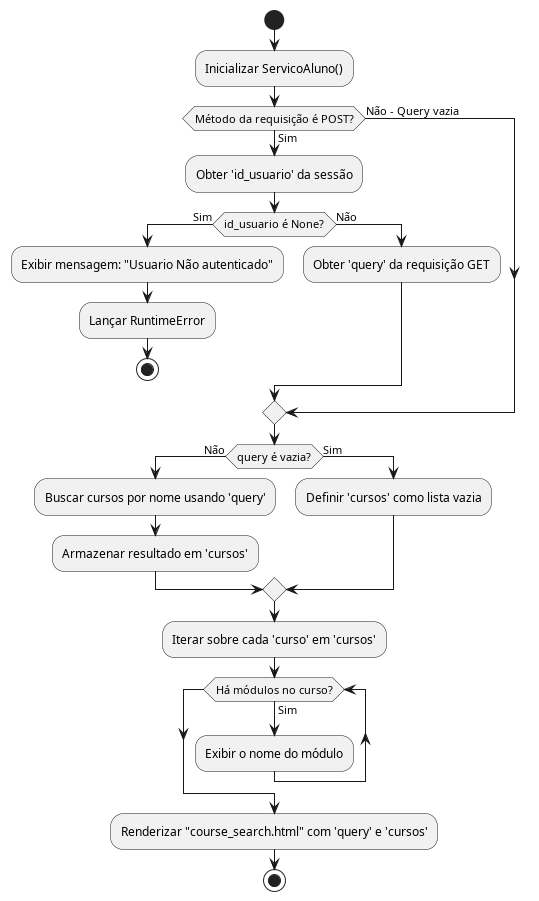 Inicializar ServicoAluno()
Método da requisição é POST?
Não - Query vazia
Sim
Obter 'id_usuario' da sessão
Sim
id_usuario é None?
Não
Exibir mensagem: "Usuario Não autenticado"
Obter 'query' da requisição GET
Lançar RuntimeError
Não
query é vazia?
Sim
Buscar cursos por nome usando 'query'
Definir 'cursos' como lista vazia
Armazenar resultado em 'cursos'
Iterar sobre cada 'curso' em 'cursos'
Há módulos no curso?
Sim
Exibir o nome do módulo
Renderizar "course_search.html" com 'query' e 'cursos'